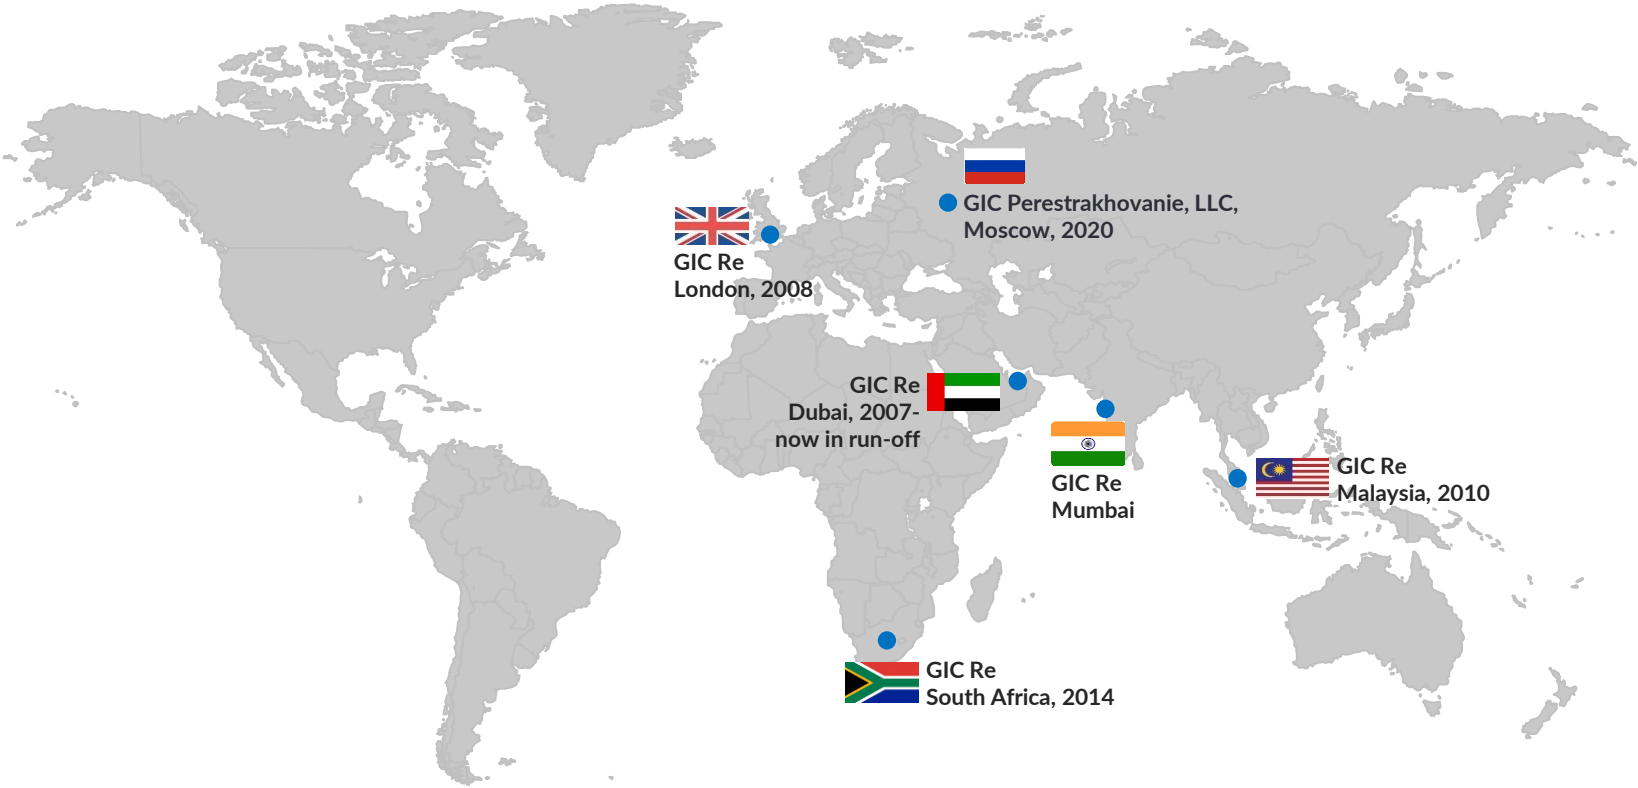 GIC Perestrakhovanie, LLC,
Moscow, 2020
GIC Re
London, 2008
GIC Re
Dubai, 2007-
now in run-off
GIC Re
Mumbai
GIC Re
Malaysia, 2010
GIC Re
South Africa, 2014